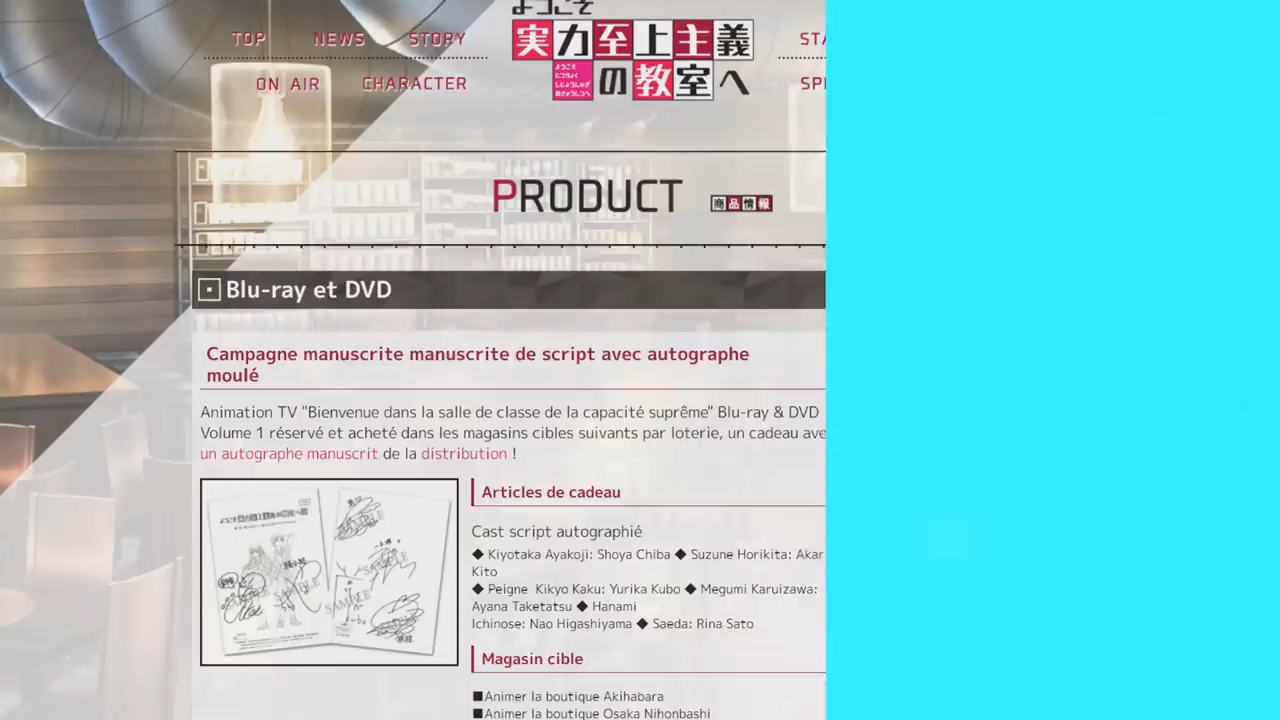 ようこそ
TOP NEWS STORY
実力至上主義
STA
ON AIR CHARACTER
の教室へ
SPE
PRODUCT 商品情報
Blu-ray et DVD
Campagne manuscrite manuscrite de script avec autographe
moulé
Animation TV "Bienvenue dans la salle de classe de la capacité suprême" Blu-ray & DVD
Volume 1 réservé et acheté dans les magasins cibles suivants par loterie, un cadeau ave
un autographe manuscrit de la distribution !
Articles de cadeau
Cast script autographié
◆ Kiyotaka Ayakoji: Shoya Chiba ◆ Suzune Horikita: Akar
Kito
◆ Peigne Kikyo Kaku: Yurika Kubo ◆ Megumi Karuizawa:
Ayana Taketatsu ◆ Hanami
Ichinose: Nao Higashiyama ◆ Saeda: Rina Sato
SAMPLE
SAMPLE
Magasin cible
■Animer la boutique Akihabara
■Animer la boutique Osaka Nihonbashi